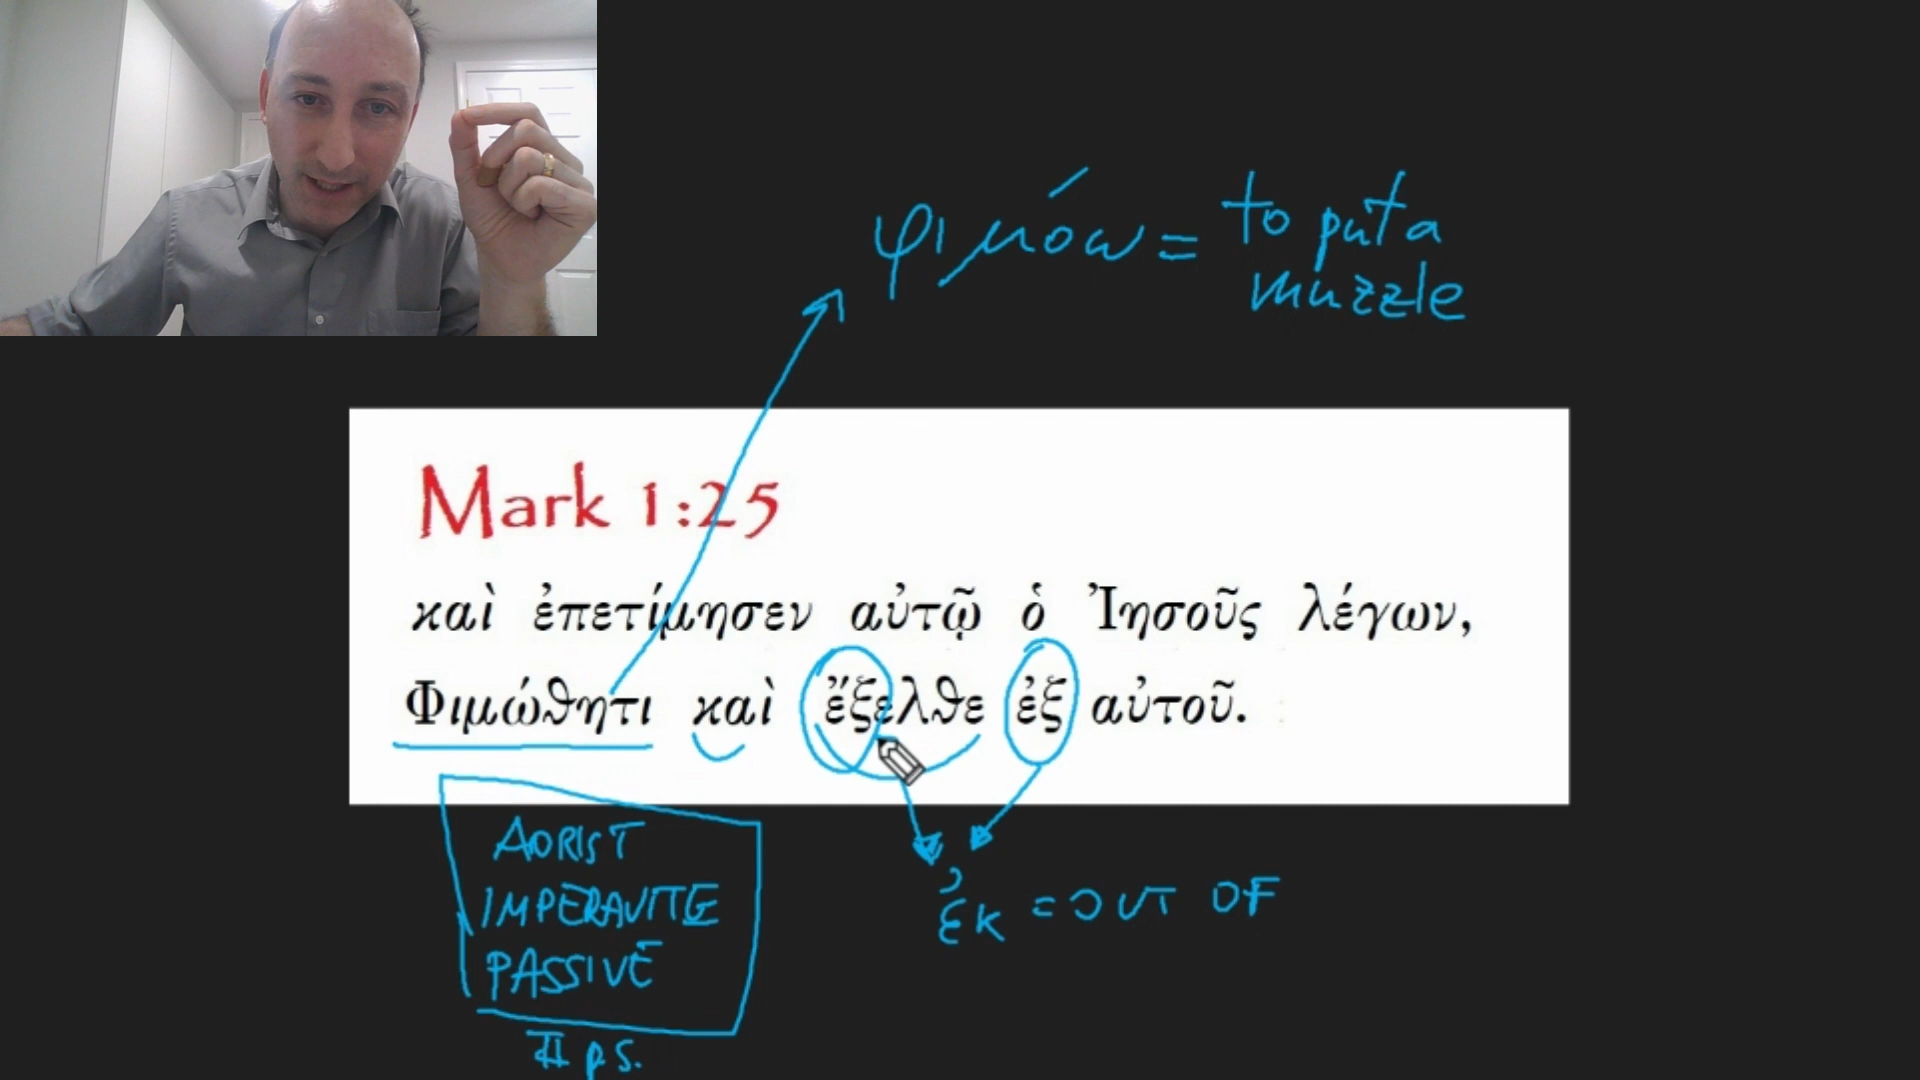 φιμόω = to put a
muzzle
Mark 1:25
καὶ ἐπετίμησεν αὐτῷ ὁ Ἰησοῦς λέγων,
Φιμώθητι καὶ ἔξελθε ἐξ αὐτοῦ.
AORIST
IMPERAVITE
PASSIVE
II p s.
ἐκ = OUT OF